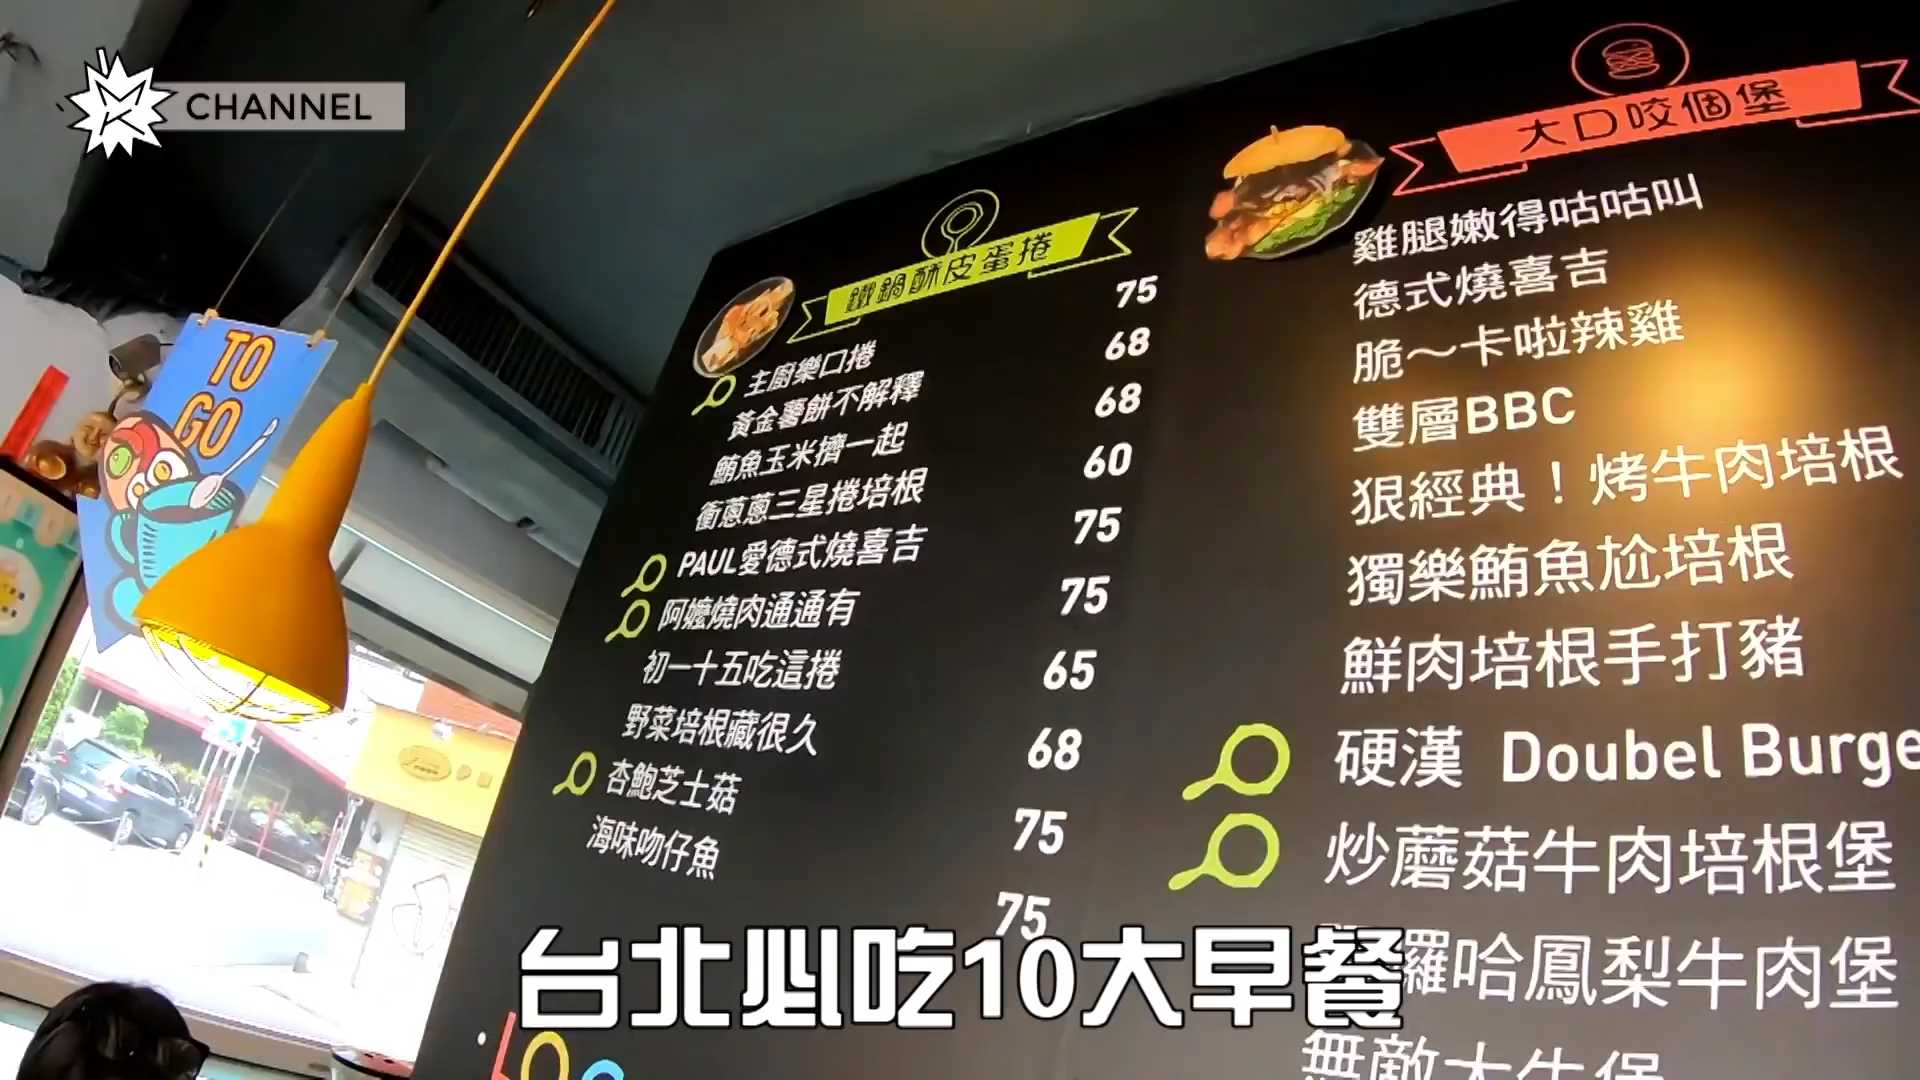 CHANNEL
TO
GO
鐵鍋酥皮蛋捲
主廚樂口捲 75
黃金薯餅不解釋 68
鮪魚玉米擠一起 68
衝蔥蔥三星捲培根 60
PAUL愛德式燒喜吉 75
阿嬤燒肉通通有 75
初一十五吃這捲 65
野菜培根藏很久 68
杏鮑芝士菇 75
海味吻仔魚 75
大口咬個堡
雞腿嫩得咕咕叫
德式燒喜吉
脆～卡啦辣雞
雙層BBC
狠經典！烤牛肉培根
獨樂鮪魚尬培根
鮮肉培根手打豬
硬漢 Doubel Burge
炒蘑菇牛肉培根堡
囉哈鳳梨牛肉堡
無敵大牛堡
台北必吃10大早餐